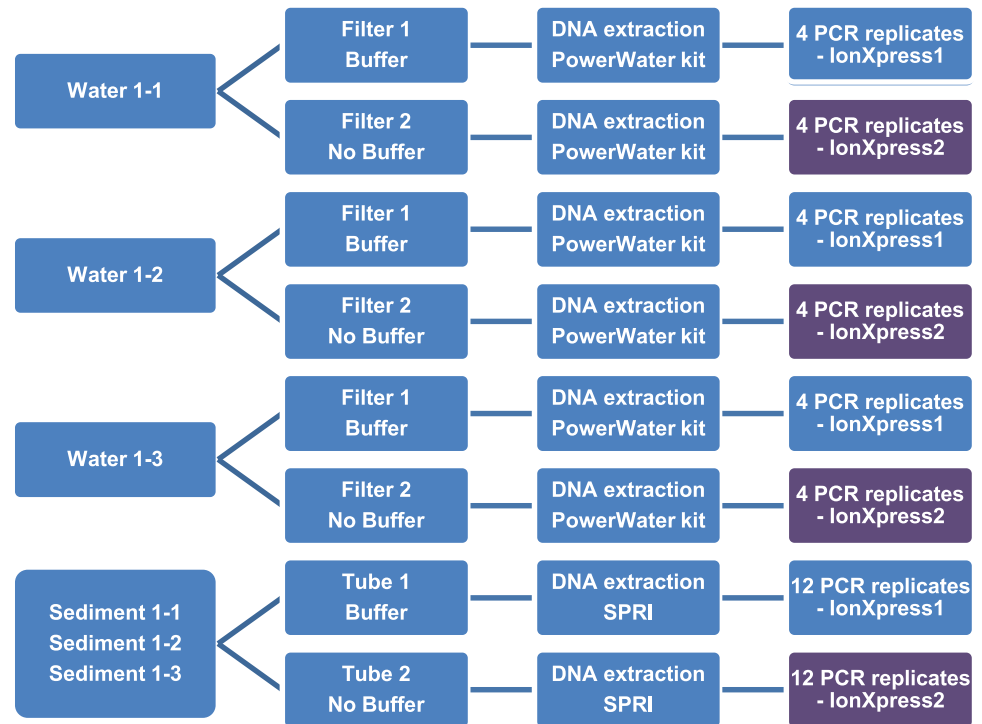 Water 1-1
Filter 1
Buffer
DNA extraction
PowerWater kit
4 PCR replicates
- IonXpress1
Filter 2
No Buffer
DNA extraction
PowerWater kit
4 PCR replicates
- IonXpress2
Water 1-2
Filter 1
Buffer
DNA extraction
PowerWater kit
4 PCR replicates
- IonXpress1
Filter 2
No Buffer
DNA extraction
PowerWater kit
4 PCR replicates
- IonXpress2
Water 1-3
Filter 1
Buffer
DNA extraction
PowerWater kit
4 PCR replicates
- IonXpress1
Filter 2
No Buffer
DNA extraction
PowerWater kit
4 PCR replicates
- IonXpress2
Sediment 1-1
Sediment 1-2
Sediment 1-3
Tube 1
Buffer
DNA extraction
SPRI
12 PCR replicates
- IonXpress1
Tube 2
No Buffer
DNA extraction
SPRI
12 PCR replicates
- IonXpress2